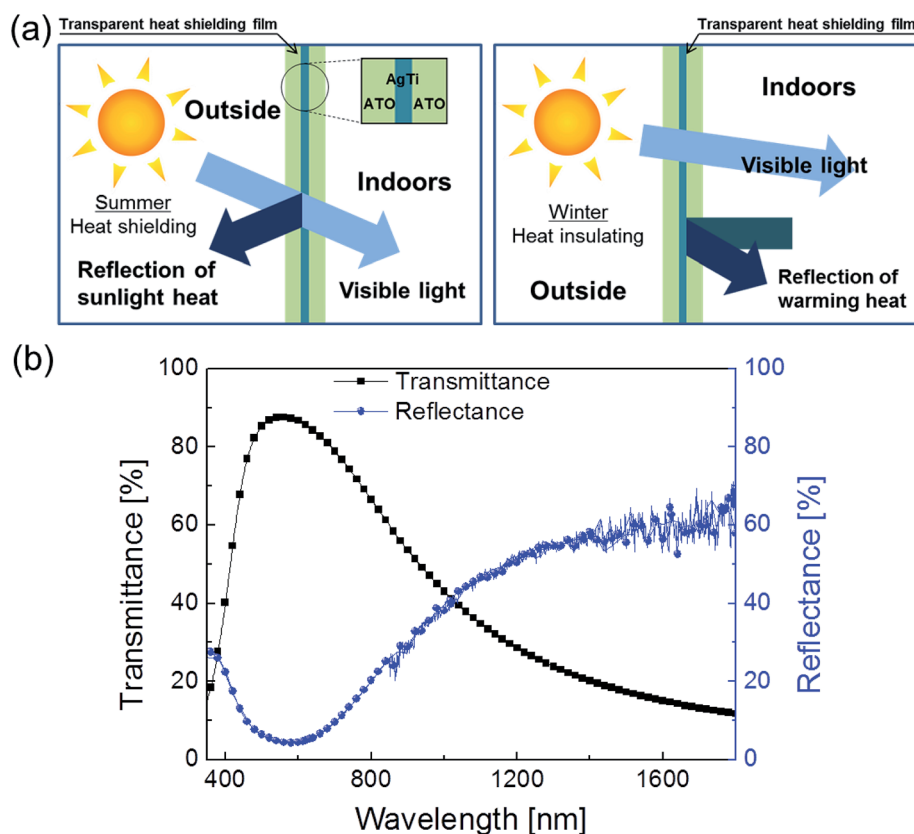 (a)
Transparent heat shielding film
Outside
AgTi
ATO ATO
Indoors
Summer
Heat shielding
Reflection of
sunlight heat
Visible light
Transparent heat shielding film
Indoors
Visible light
Winter
Heat insulating
Outside
Reflection of
warming heat
(b)
Transmittance
Reflectance
Transmittance [%]
100
80
60
40
20
0
Reflectance [%]
100
80
60
40
20
0
400 800 1200 1600
Wavelength [nm]